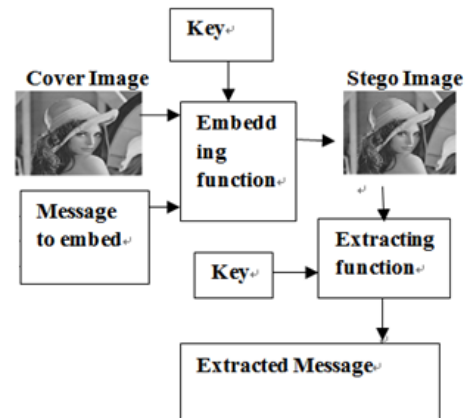 Key
Cover Image
Stego Image
Embedd
ing
function
Message
to embed
Extracting
function
Key
Extracted Message